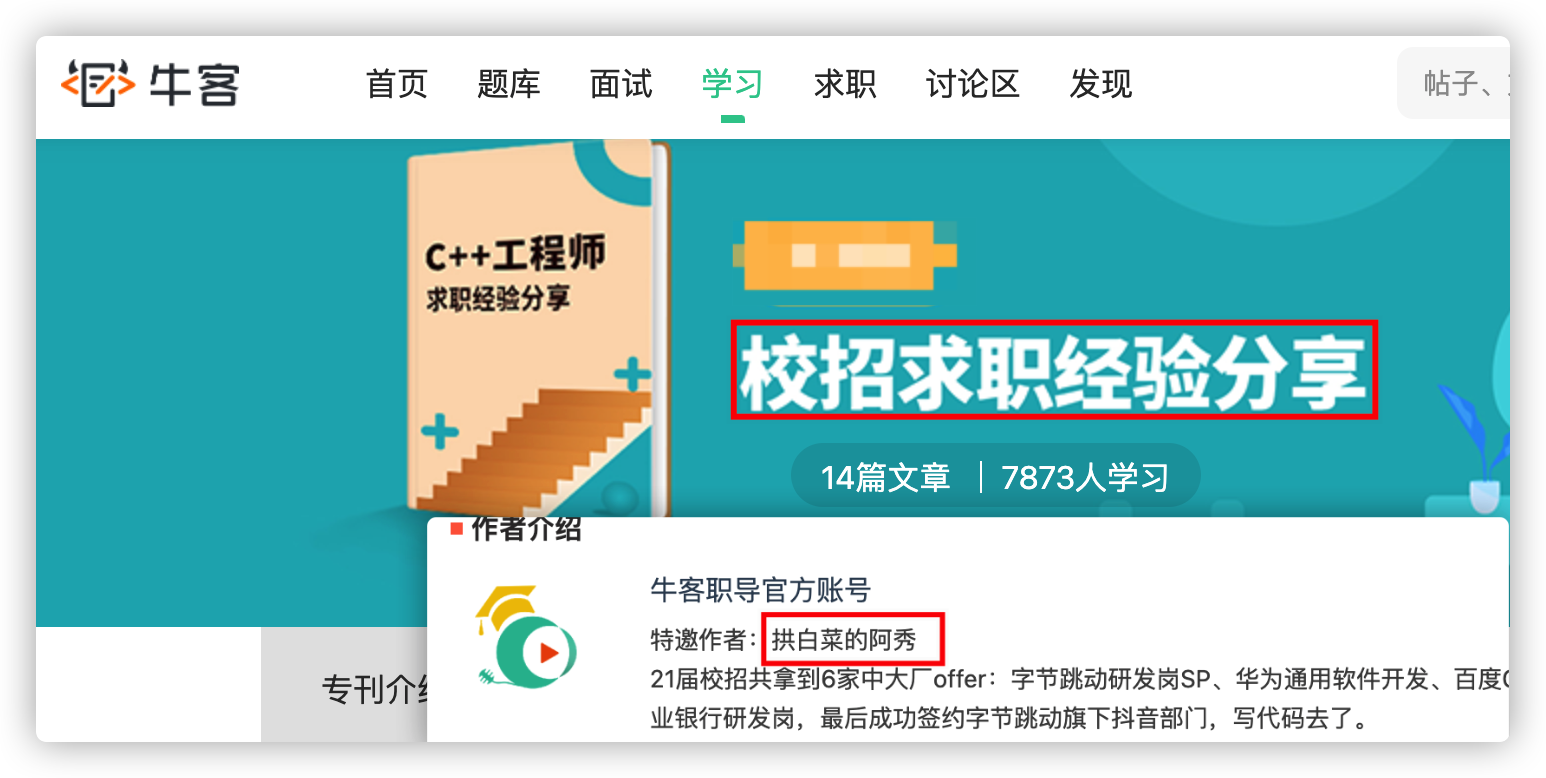 牛客
首页 题库 面试 学习 求职 讨论区 发现
帖子、
C++工程师
求职经验分享
校招求职经验分享
14篇文章 | 7873人学习
作者介绍
牛客职导官方账号
特邀作者：拱白菜的阿秀
21届校招共拿到6家中大厂offer：字节跳动研发岗SP、华为通用软件开发、百度
业银行研发岗，最后成功签约字节跳动旗下抖音部门，写代码去了。
专刊介